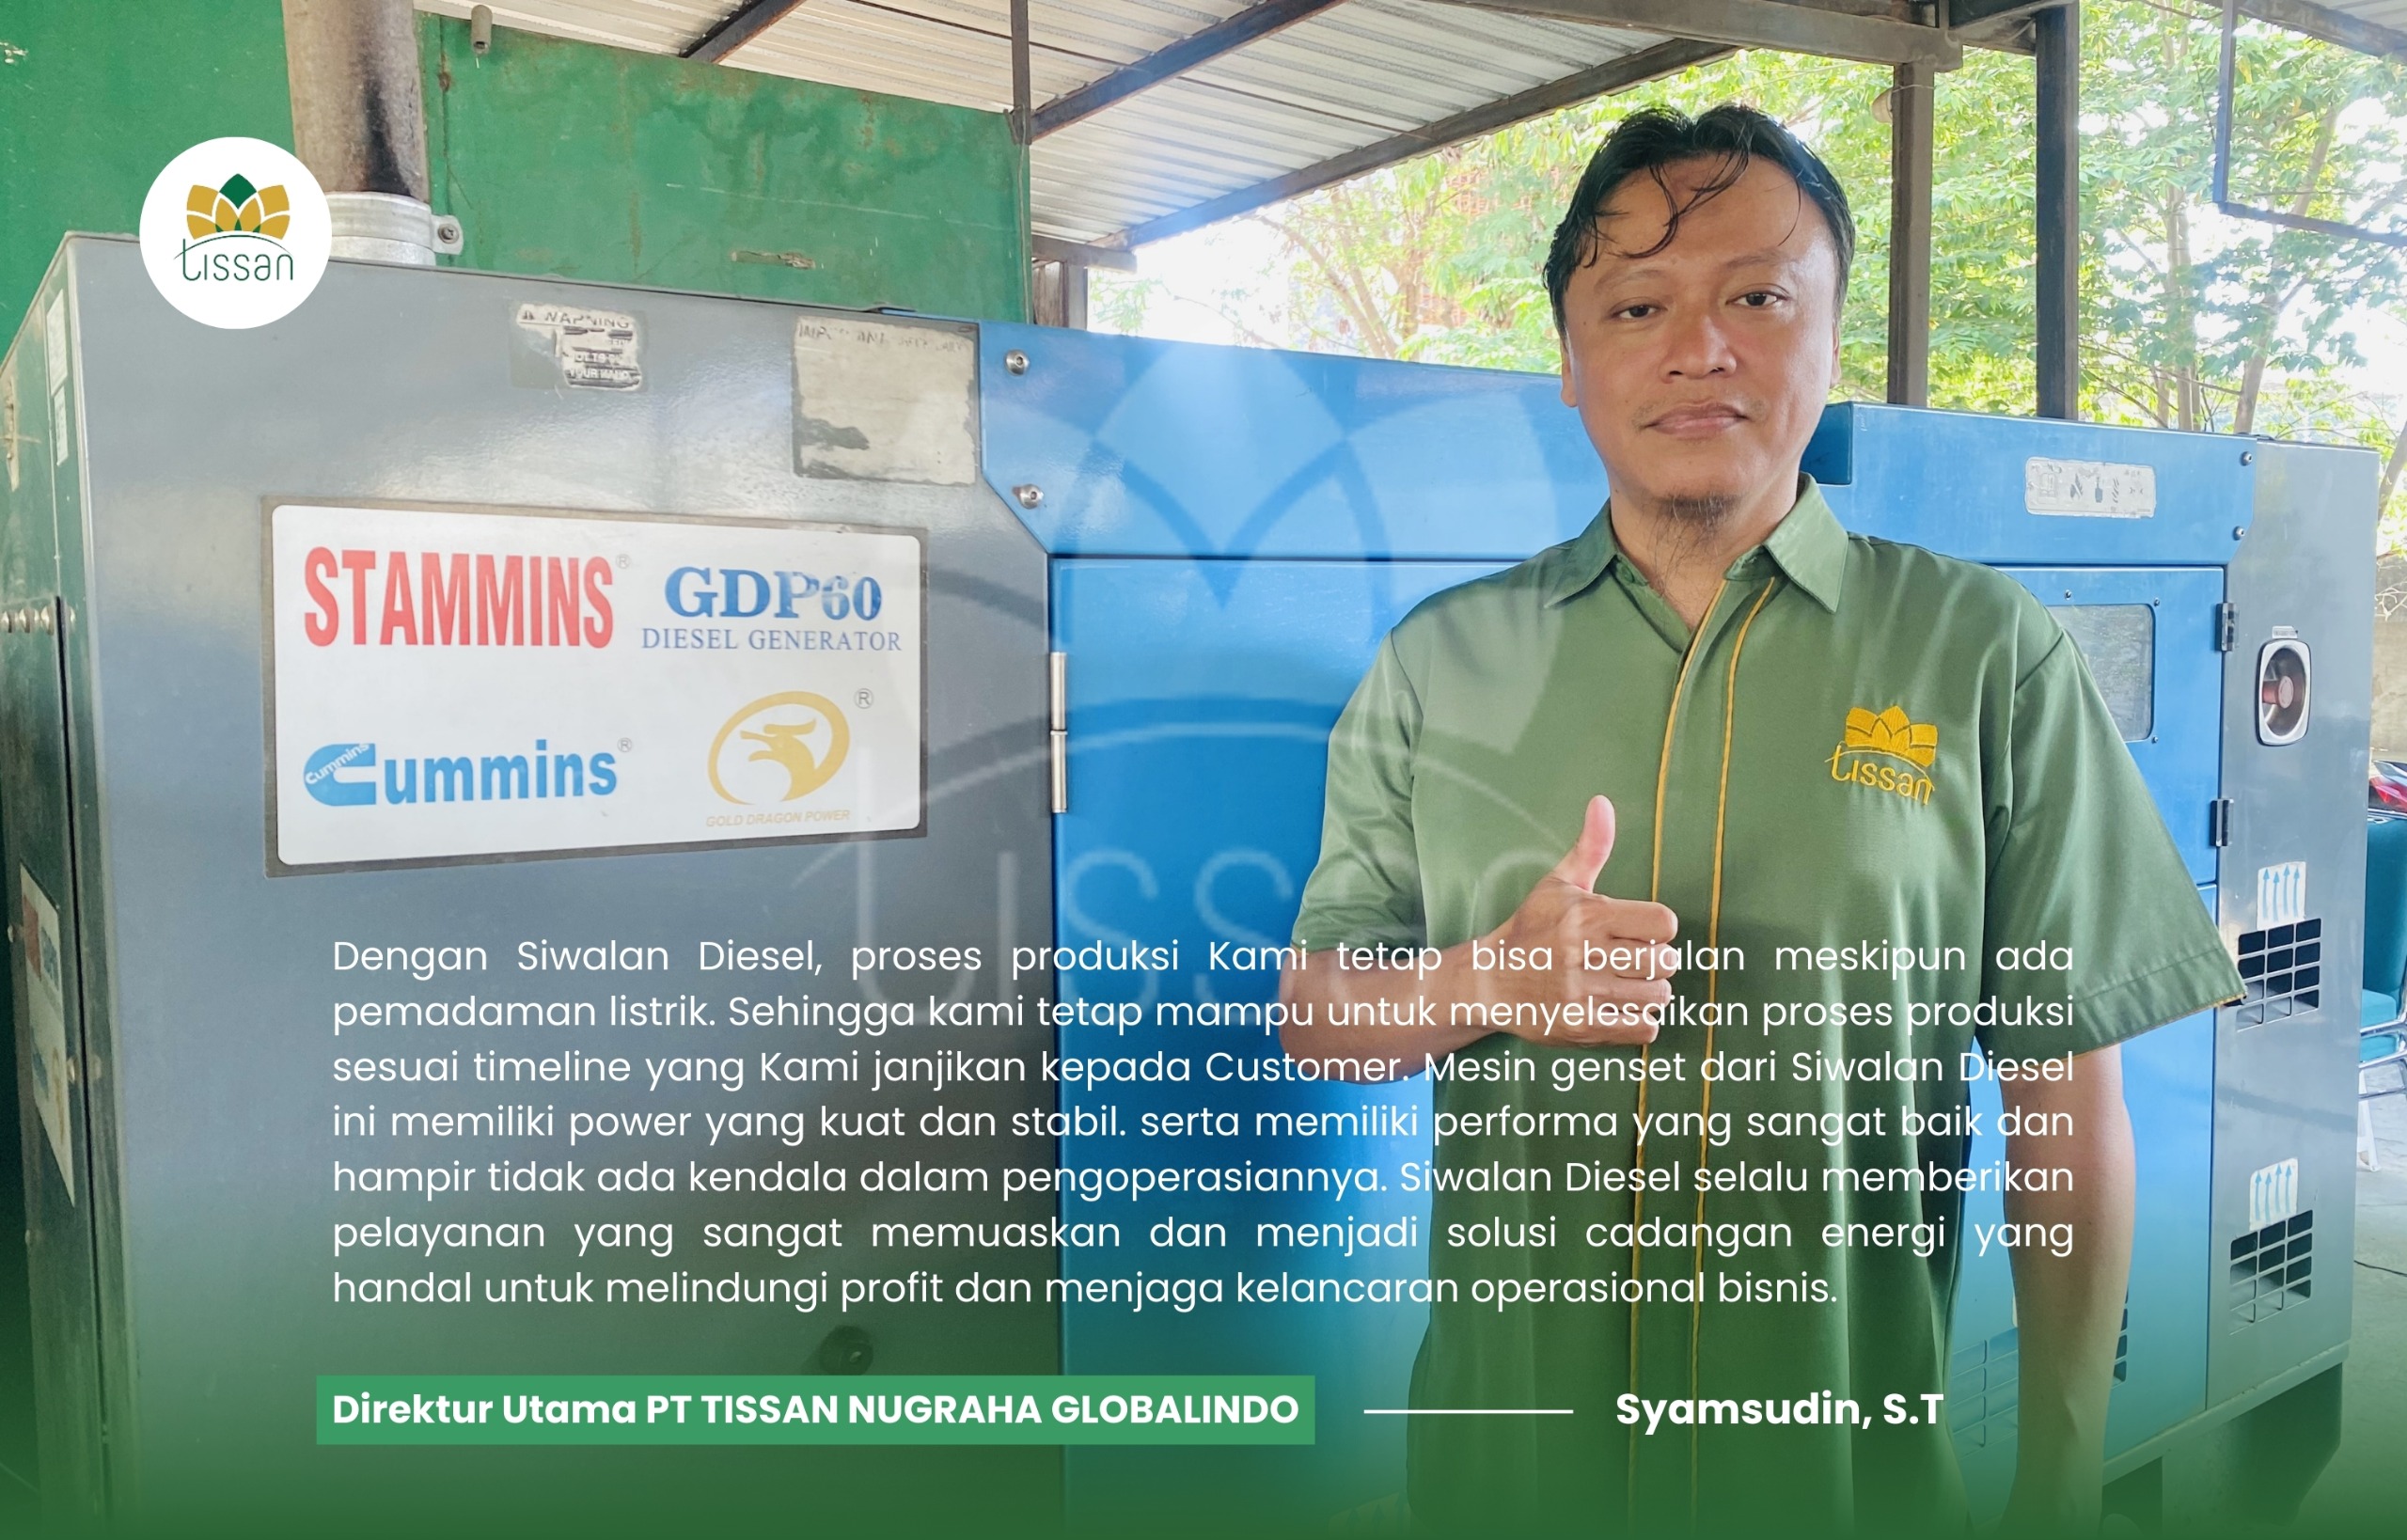 tissan
WARNING
STAMMINS®
GDP60
DIESEL GENERATOR
Cummins
Cummins®
®
GOLD DRAGON POWER
tissan
tissan
Dengan Siwalan Diesel, proses produksi Kami tetap bisa berjalan meskipun ada
pemadaman listrik. Sehingga kami tetap mampu untuk menyelesaikan proses produksi
sesuai timeline yang Kami janjikan kepada Customer. Mesin genset dari Siwalan Diesel
ini memiliki power yang kuat dan stabil. serta memiliki performa yang sangat baik dan
hampir tidak ada kendala dalam pengoperasiannya. Siwalan Diesel selalu memberikan
pelayanan yang sangat memuaskan dan menjadi solusi cadangan energi yang
handal untuk melindungi profit dan menjaga kelancaran operasional bisnis.
Direktur Utama PT TISSAN NUGRAHA GLOBALINDO
Syamsudin, S.T